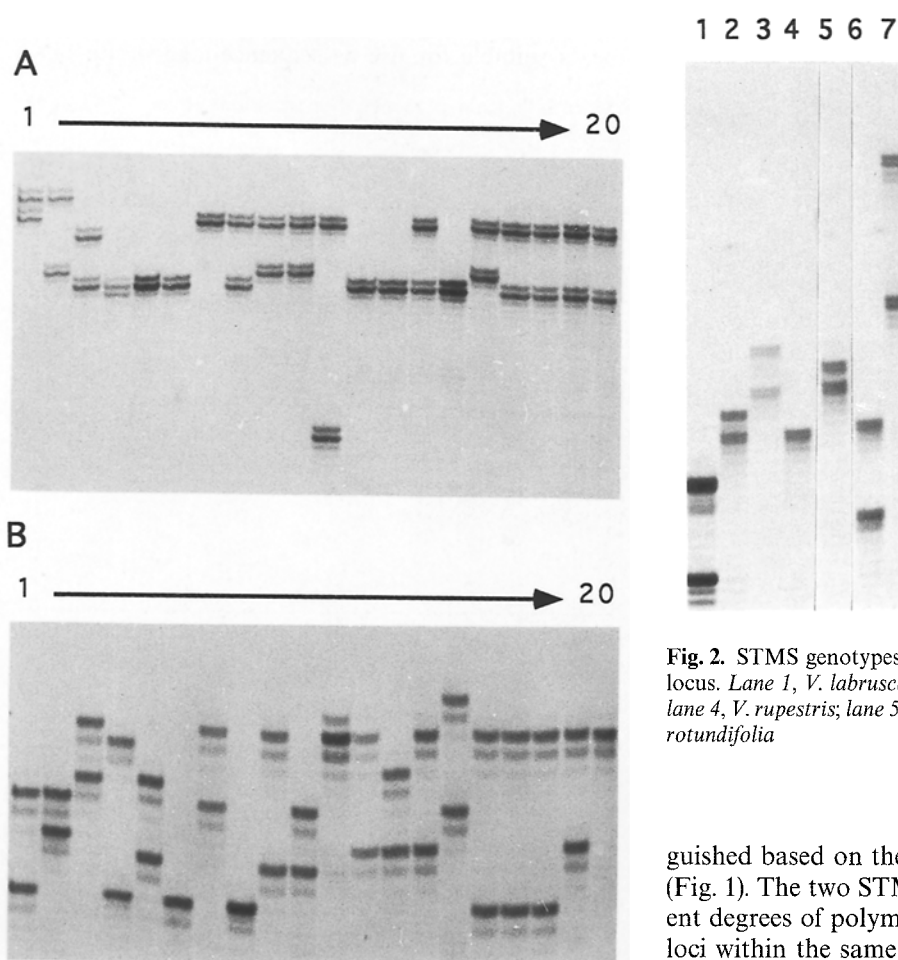 A
1 20
B
1 20
1 2 3 4 5 6 7
Fig. 2. STMS genotypes
locus. Lane 1, V. labrusc
lane 4, V. rupestris; lane 5
rotundifolia
guished based on the
(Fig. 1). The two STM
ent degrees of polym
loci within the same